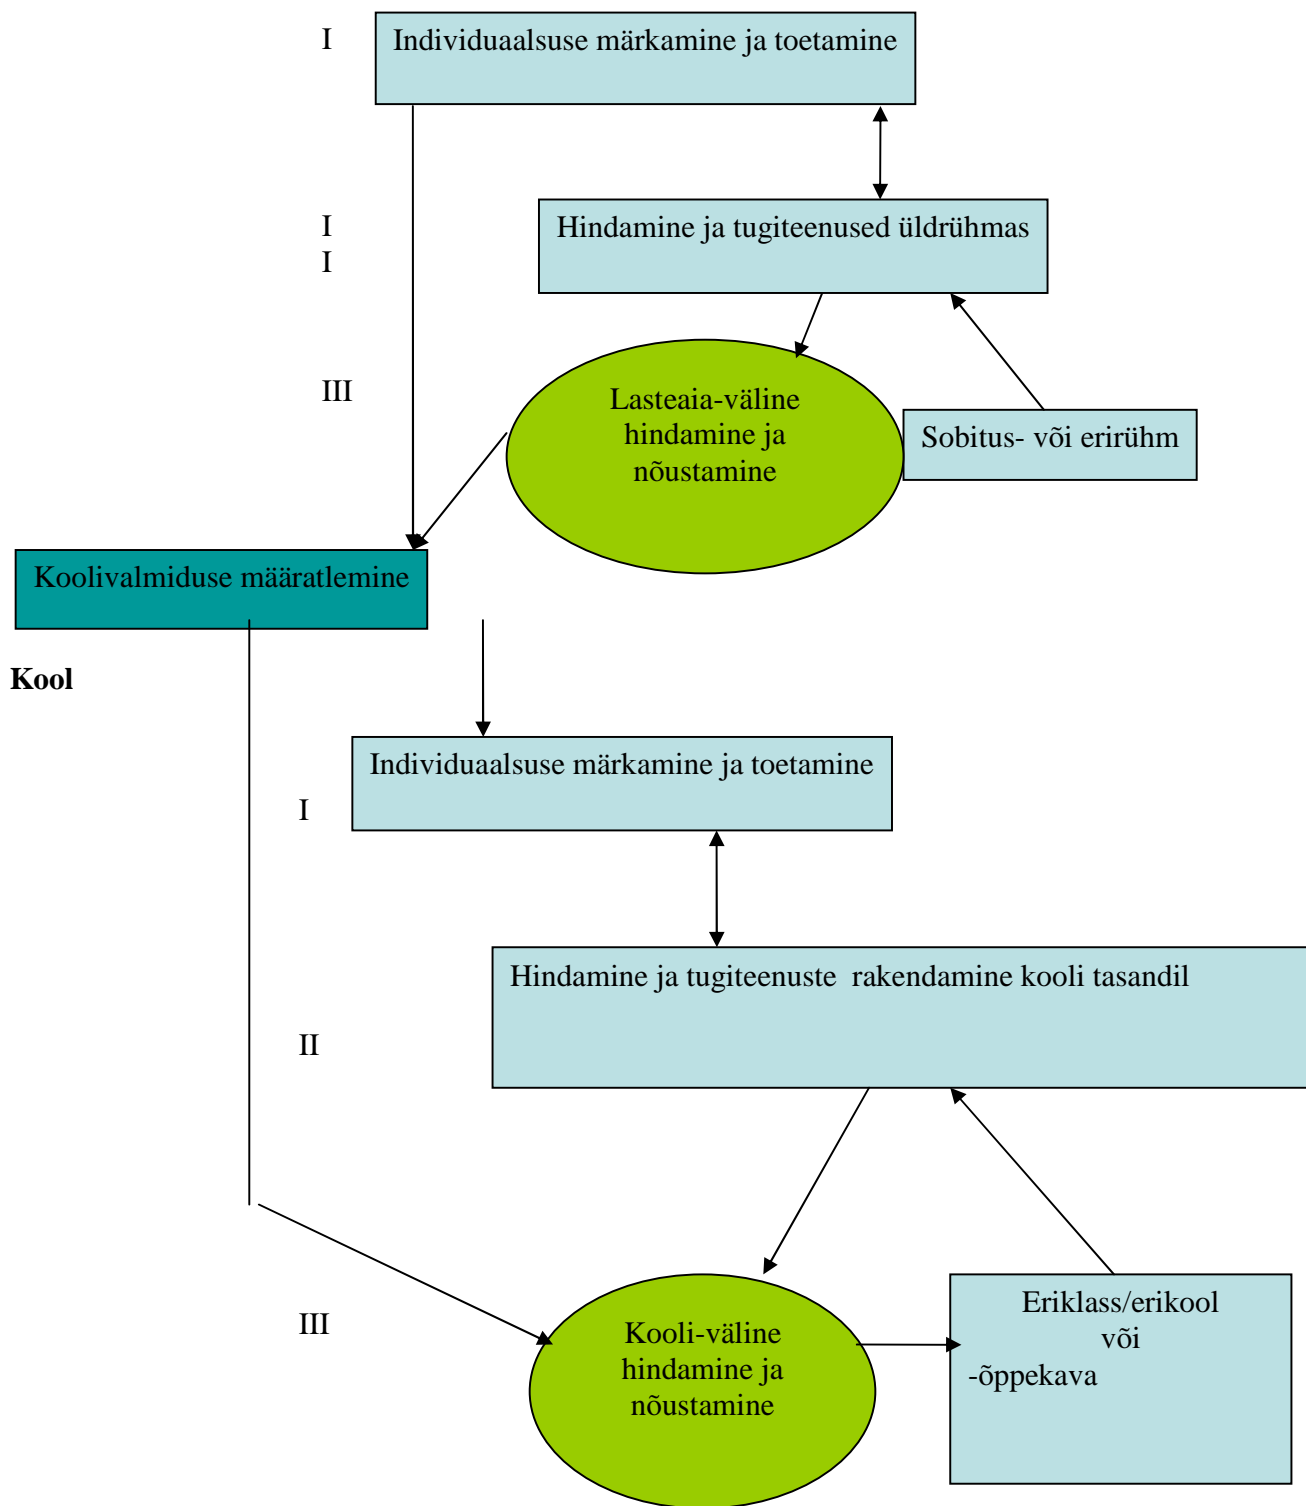 I
Individuaalsuse märkamine ja toetamine
I
I
Hindamine ja tugiteenused üldrühmas
III
Lasteaia-väline
hindamine ja
nõustamine
Sobitus- või erirühm
Koolivalmiduse määratlemine
Kool
Individuaalsuse märkamine ja toetamine
I
Hindamine ja tugiteenuste  rakendamine kooli tasandil
II
III
Kooli-väline
hindamine ja
nõustamine
Eriklass/erikool
või
-õppekava